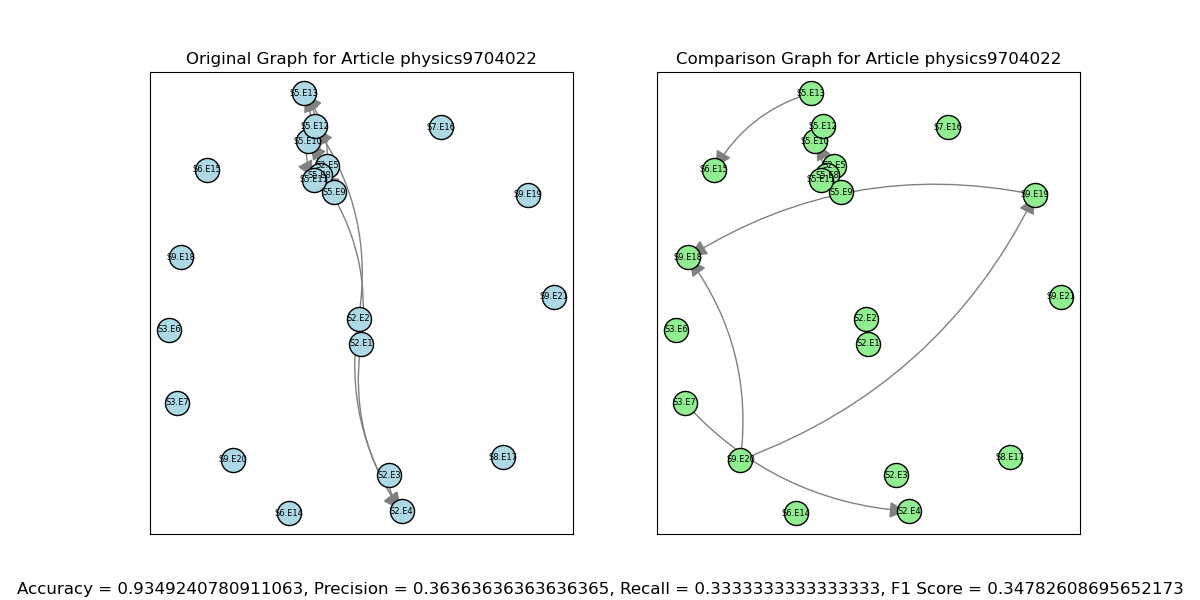 Original Graph for Article physics9704022
Comparison Graph for Article physics9704022
S5.E13
S5.E12
S5.E10
S2.E5
S5.E8
S5.E11
S5.E9
S7.E16
S6.E15
S9.E19
S9.E18
S9.E21
S2.E2
S3.E6
S2.E1
S3.E7
S9.E20
S8.E17
S2.E3
S2.E4
S6.E14
S5.E13
S5.E12
S5.E10
S2.E5
S5.E8
S5.E11
S5.E9
S7.E16
S6.E15
S9.E19
S9.E18
S9.E21
S2.E2
S3.E6
S2.E1
S3.E7
S9.E20
S8.E17
S2.E3
S2.E4
S6.E14
Accuracy = 0.9349240780911063, Precision = 0.36363636363636365, Recall = 0.3333333333333333, F1 Score = 0.34782608695652173